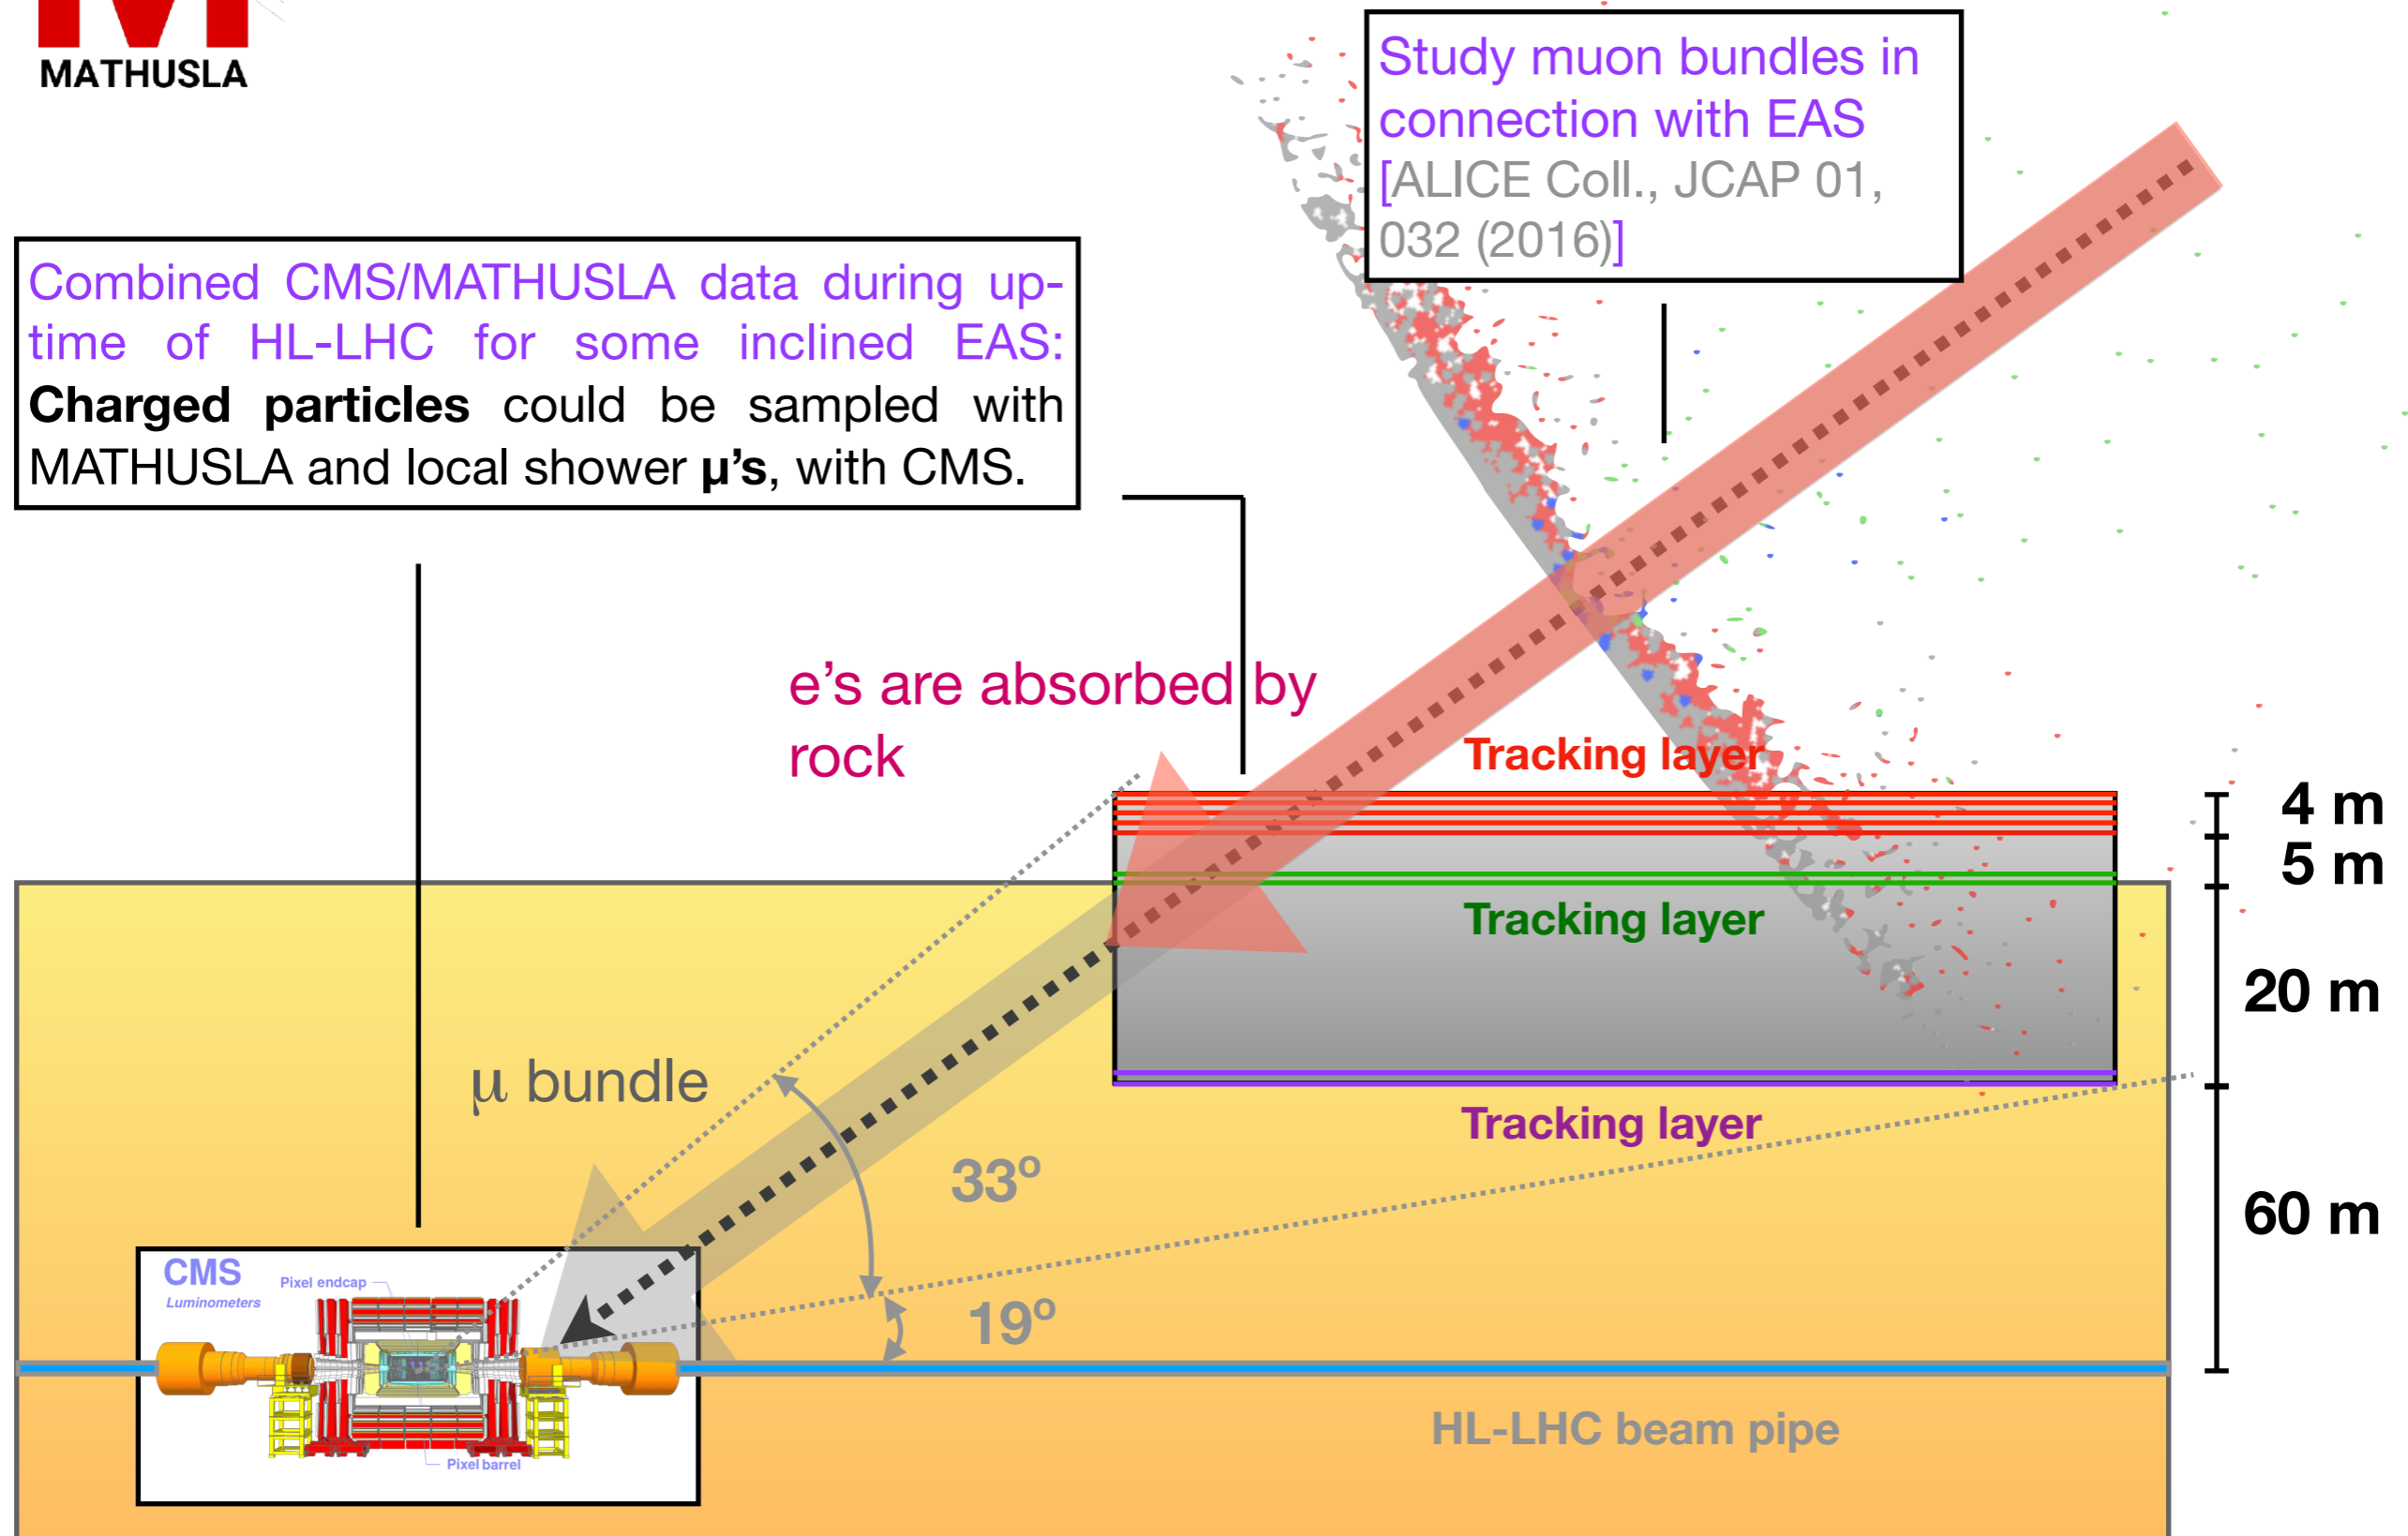 MATHUSLA
Study muon bundles in
connection with EAS
[ALICE Coll., JCAP 01,
032 (2016)]
Combined CMS/MATHUSLA data during up-
time of HL-LHC for some inclined EAS:
Charged particles could be sampled with
MATHUSLA and local shower µ's, with CMS.
e's are absorbed by
rock
Tracking layer
4 m
5 m
Tracking layer
20 m
µ bundle
Tracking layer
33º
60 m
19º
CMS
Luminometers
Pixel endcap
Pixel barrel
HL-LHC beam pipe